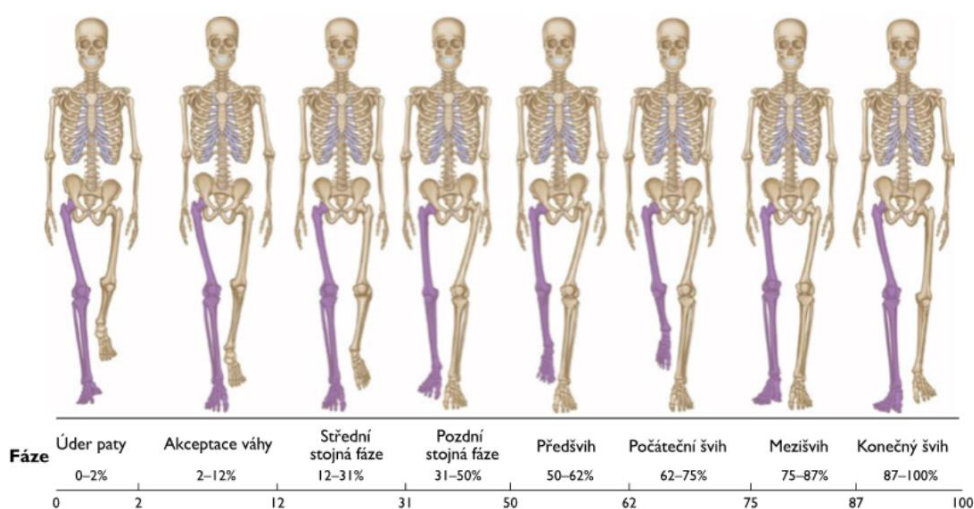 Fáze
Úder paty
0–2%
Akceptace váhy
2–12%
Střední
stojná fáze
12–31%
Pozdní
stojná fáze
31–50%
Předšvih
50–62%
Počáteční švih
62–75%
Mezišvih
75–87%
Konečný švih
87–100%
0 2 12 31 50 62 75 87 100